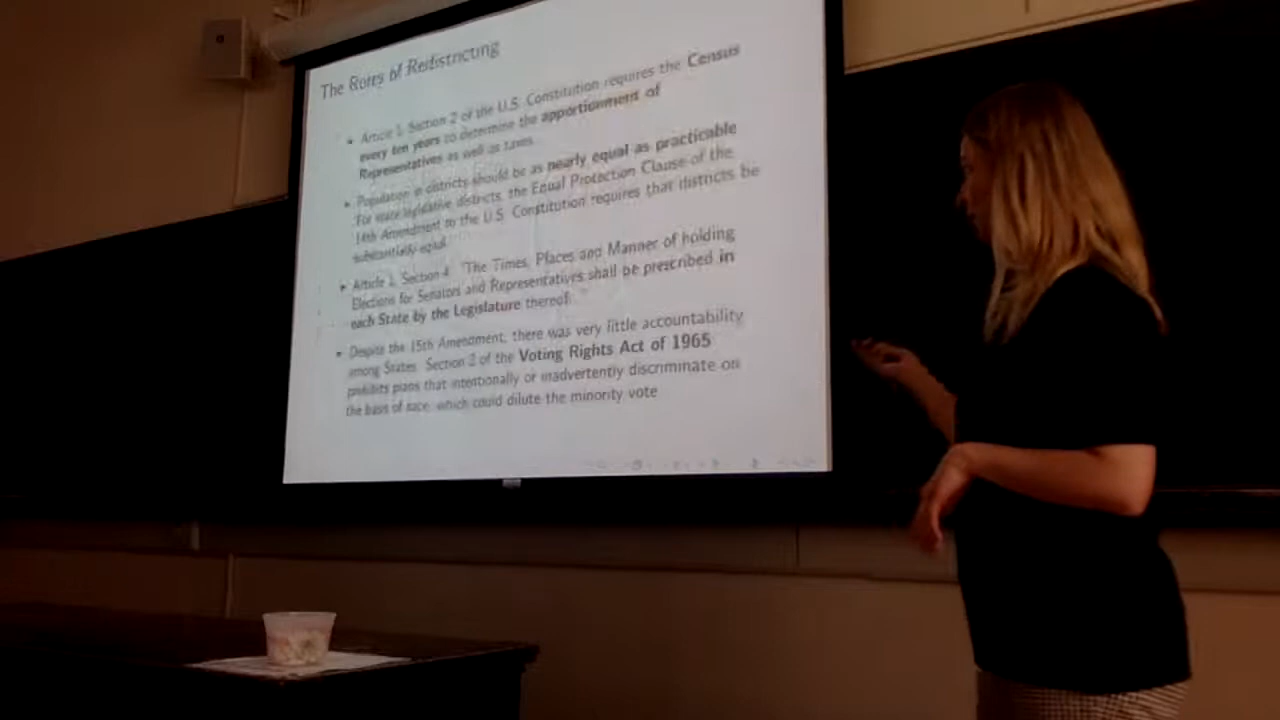 The Roots of Redistricting
Article 1, Section 2 of the U.S. Constitution requires the Census
every ten years to determine the apportionment of
Representatives as well as taxes.
Population in districts should be as nearly equal as practicable
For state legislative districts, the Equal Protection Clause of the
14th Amendment to the U.S. Constitution requires that districts be
substantially equal.
Article 1, Section 4: "The Times, Places and Manner of holding
Elections for Senators and Representatives shall be prescribed in
each State by the Legislature thereof
Despite the 15th Amendment, there was very little accountability
among States. Section 2 of the Voting Rights Act of 1965
prohibits plans that intentionally or inadvertently discriminate on
the basis of race, which could dilute the minority vote